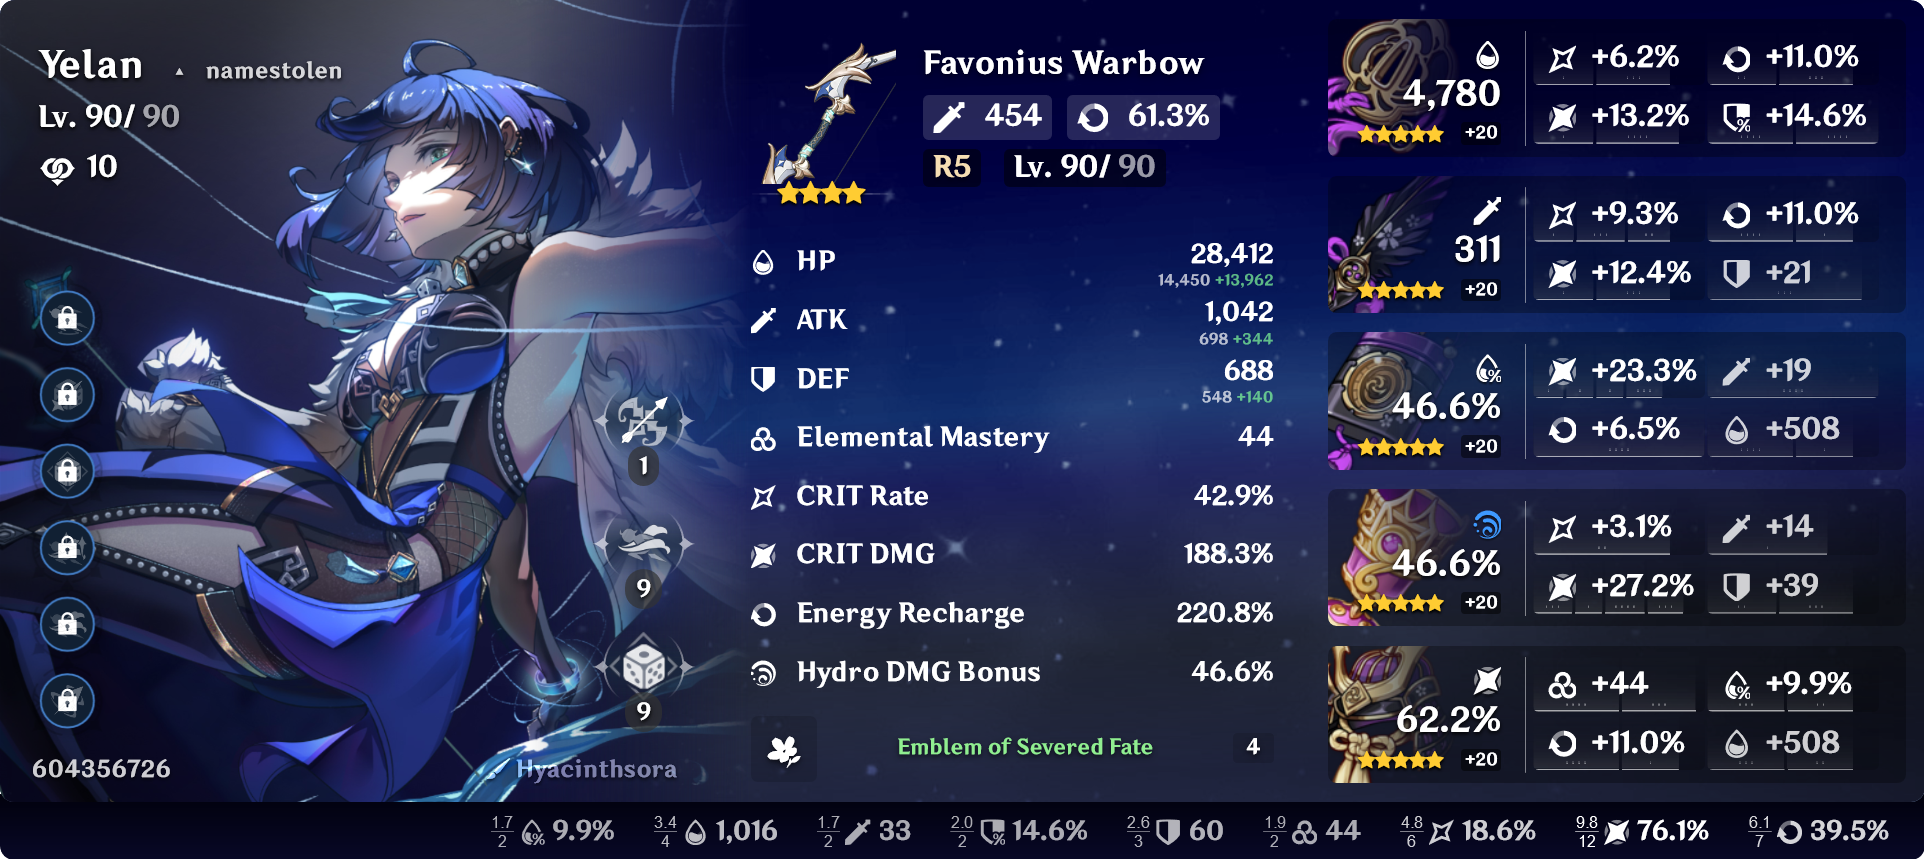 Yelan ▲ namestolen
Lv. 90/ 90
10
1
9
9
604356726
Hyacinthsora
Favonius Warbow
454 61.3%
R5 Lv. 90/ 90
HP 28,412
14,450 +13,962
ATK 1,042
698 +344
DEF 688
548 +140
Elemental Mastery 44
CRIT Rate 42.9%
CRIT DMG 188.3%
Energy Recharge 220.8%
Hydro DMG Bonus 46.6%
Emblem of Severed Fate 4
4,780
+20
+6.2% +11.0%
+13.2% +14.6%
311
+20
+9.3% +11.0%
+12.4% +21
46.6%
+20
+23.3% +19
+6.5% +508
46.6%
+20
+3.1% +14
+27.2% +39
62.2%
+20
+44 +9.9%
+11.0% +508
1.7/2 9.9% 3.4/4 1,016 1.7/2 33 2.0/2 14.6% 2.6/3 60 1.9/2 44 4.8/6 18.6% 9.8/12 76.1% 6.1/7 39.5%